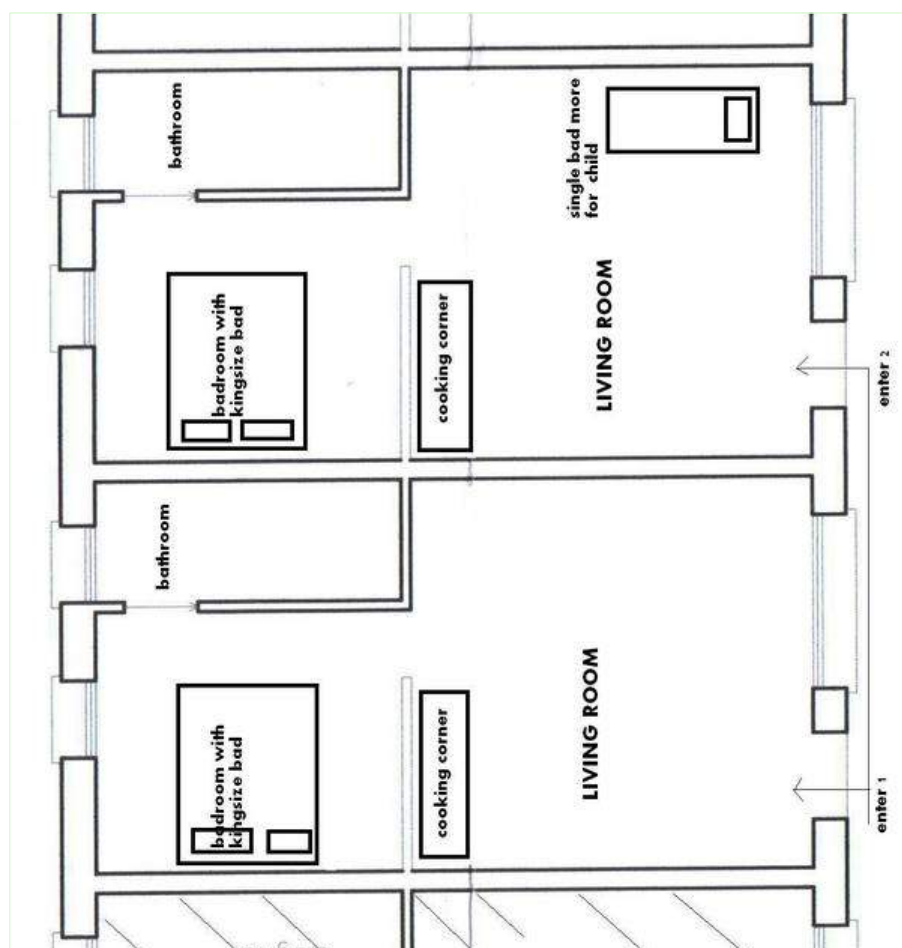 bathroom
single bad more
for child
badroom with
kingsize bad
cooking corner
LIVING ROOM
enter 2
bathroom
badroom with
kingsize bad
cooking corner
LIVING ROOM
enter 1